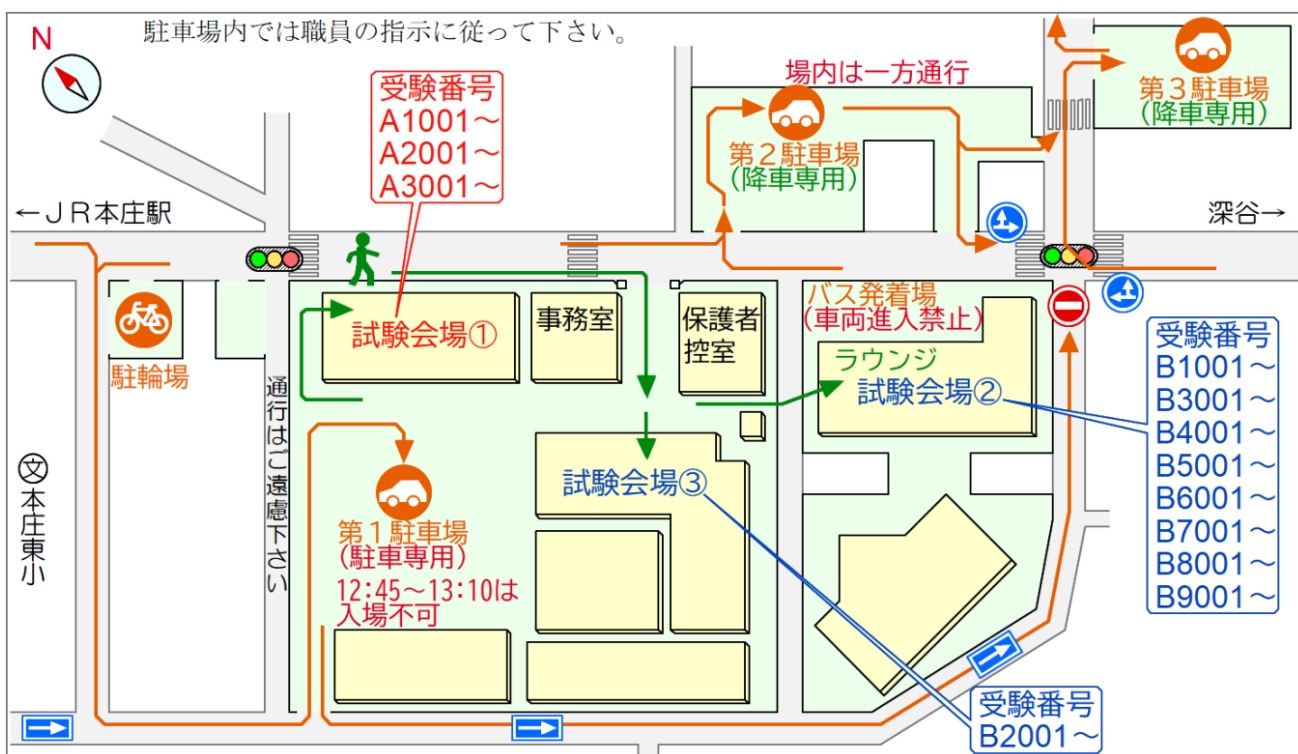 駐車場内では職員の指示に従って下さい。
N
受験番号
A1001～
A2001～
A3001～
場内は一方通行
第２駐車場
(降車専用)
第３駐車場
(降車専用)
←ＪＲ本庄駅
深谷→
駐輪場
試験会場①
事務室
保護者
控室
バス発着場
(車両進入禁止)
ラウンジ
試験会場②
受験番号
B1001～
B3001～
B4001～
B5001～
B6001～
B7001～
B8001～
B9001～
通行はご遠慮下さい
文
本庄東小
試験会場③
第１駐車場
(駐車専用)
12:45～13:10は
入場不可
受験番号
B2001～